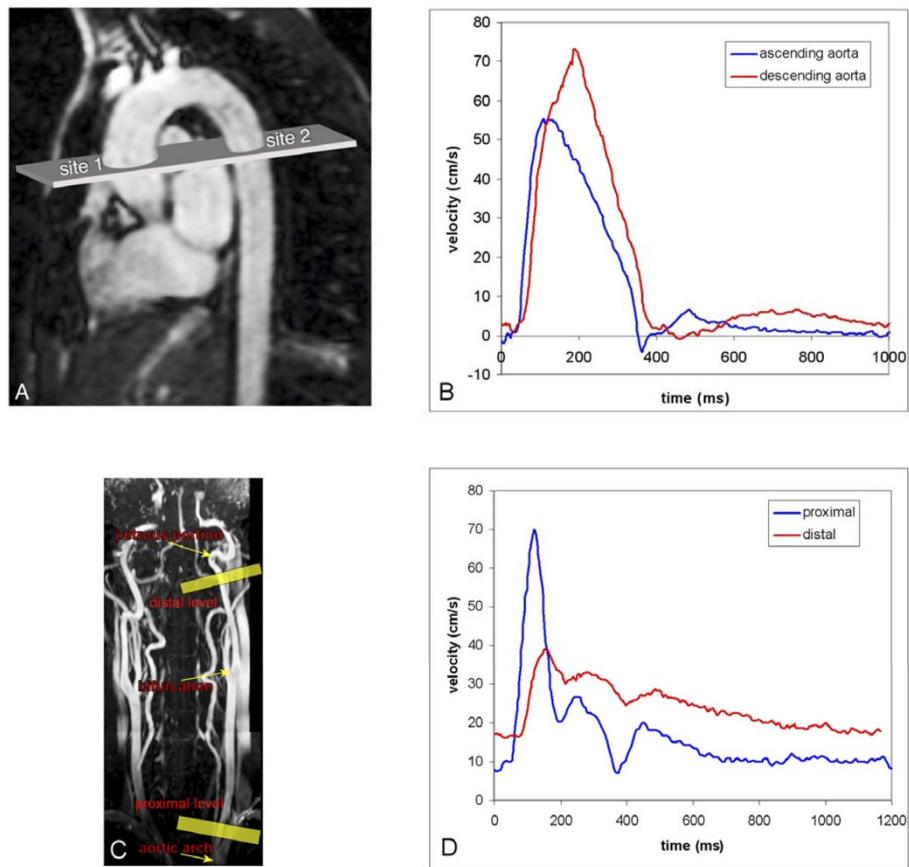 site 1
site 2
A
80
70
60
50
40
30
20
10
0
-10
velocity (cm/s)
ascending aorta
descending aorta
0
200
400
600
800
1000
time (ms)
B
petrous portion
distal level
bifurcation
proximal level
aortic arch
C
80
70
60
50
40
30
20
10
0
velocity (cm/s)
proximal
distal
0
200
400
600
800
1000
1200
time (ms)
D